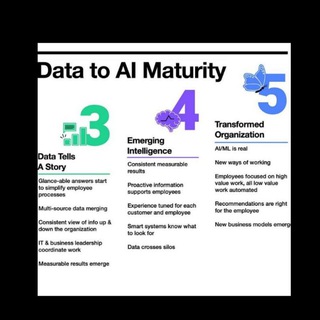 Data to AI Maturity
3
Data Tells
A Story
Glance-able answers start
to simplify employee
processes
Multi-source data merging
Consistent view of info up &
down the organization
IT & business leadership
coordinate work
Measurable results emerge
4
Emerging
Intelligence
Consistent measurable
results
Proactive information
supports employees
Experience tuned for each
customer and employee
Smart systems know what
to look for
Data crosses silos
5
Transformed
Organization
AI/ML is real
New ways of working
Employees focused on high
value work, all low value
work automated
Recommendations are right
for the employee
New business models emerg